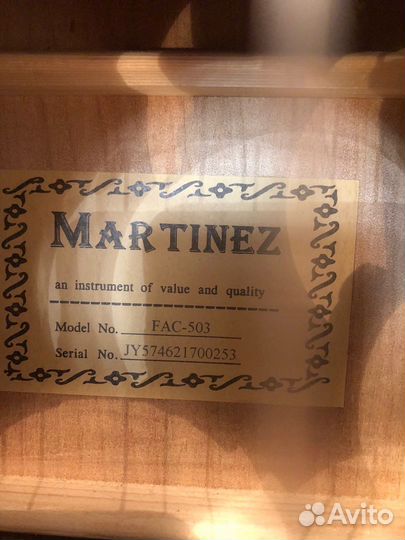 MARTINEZ
an instrument of value and quality
Model No. FAC-503
Serial No. JY574621700253
Avito